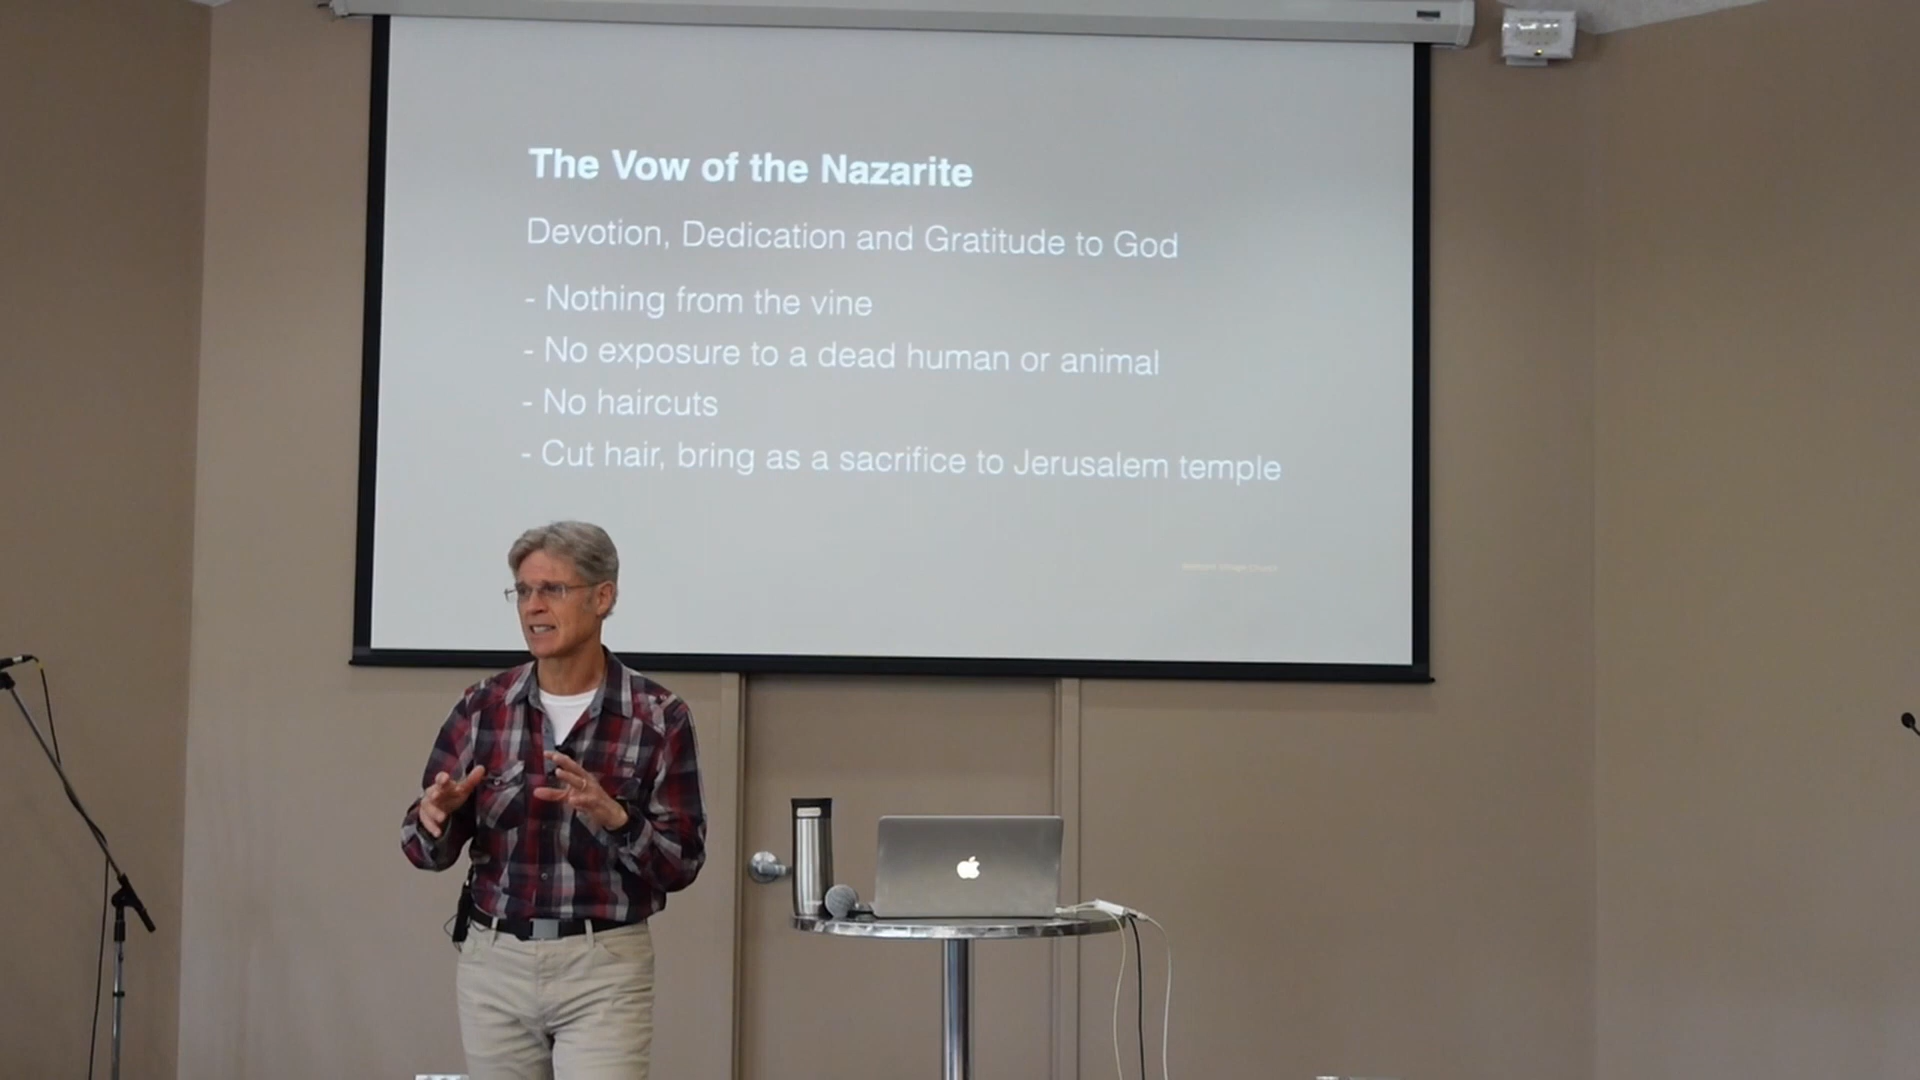 The Vow of the Nazarite
Devotion, Dedication and Gratitude to God
- Nothing from the vine
- No exposure to a dead human or animal
- No haircuts
- Cut hair, bring as a sacrifice to Jerusalem temple